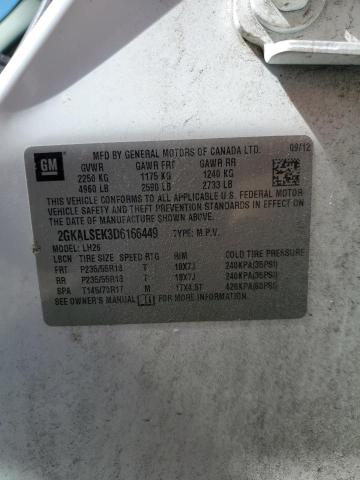 GM
MFD BY GENERAL MOTORS OF CANADA LTD. 09/12
GVWR GAWR FRT GAWR RR
2250 KG 1175 KG 1240 KG
4960 LB 2590 LB 2733 LB
THIS VEHICLE CONFORMS TO ALL APPLICABLE U.S. FEDERAL MOTOR
VEHICLE SAFETY, BUMPER, AND THEFT PREVENTION STANDARDS IN EFFECT ON THE
DATE OF MANUFACTURE SHOWN ABOVE.
2GKALSEK3D6166449 TYPE: M.P.V.
MODEL: LH26
LBCN TIRE SIZE SPEED RTG RIM COLD TIRE PRESSURE
FRT P235/55R18 T 18X7J 240KPA(35PSI)
RR P235/55R18 T 18X7J 240KPA(35PSI)
SPA T145/70R17 M 17X4.5T 420KPA(60PSI)
SEE OWNER'S MANUAL FOR ADDITIONAL INFORMATION.